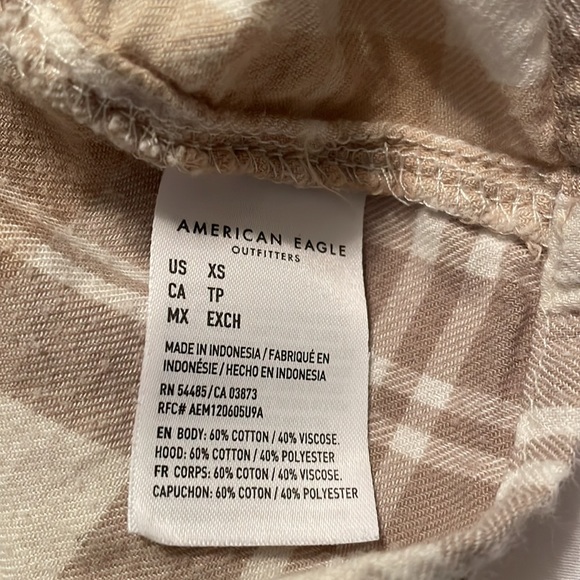 AMERICAN EAGLE
OUTFITTERS
US XS
CA TP
MX EXCH
MADE IN INDONESIA / FABRIQUÉ EN
INDONÉSIE / HECHO EN INDONESIA
RN 54485/CA 03873
RFC# AEM120605U9A
EN BODY: 60% COTTON / 40% VISCOSE.
HOOD: 60% COTTON / 40% POLYESTER
FR CORPS: 60% COTON / 40% VISCOSE.
CAPUCHON: 60% COTON / 40% POLYESTER